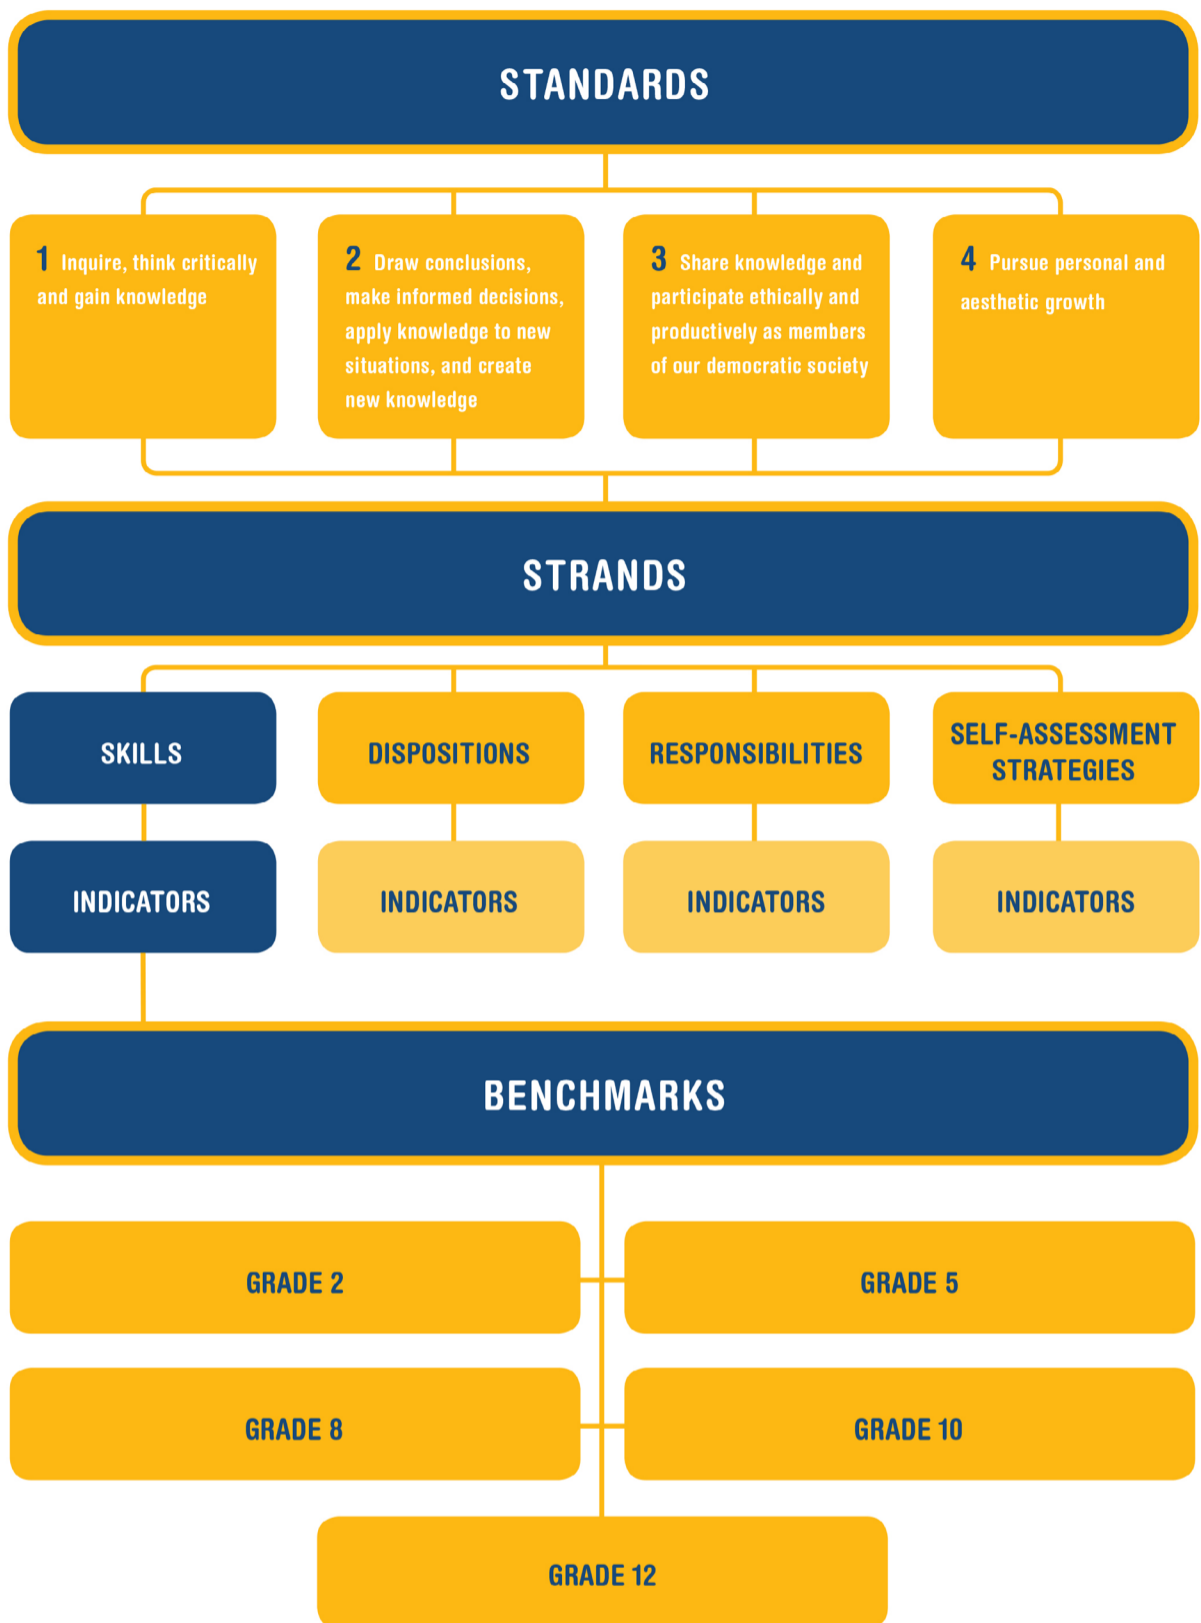 STANDARDS
1 Inquire, think critically
and gain knowledge
2 Draw conclusions,
make informed decisions,
apply knowledge to new
situations, and create
new knowledge
3 Share knowledge and
participate ethically and
productively as members
of our democratic society
4 Pursue personal and
aesthetic growth
STRANDS
SKILLS
DISPOSITIONS
RESPONSIBILITIES
SELF-ASSESSMENT
STRATEGIES
INDICATORS
INDICATORS
INDICATORS
INDICATORS
BENCHMARKS
GRADE 2
GRADE 5
GRADE 8
GRADE 10
GRADE 12